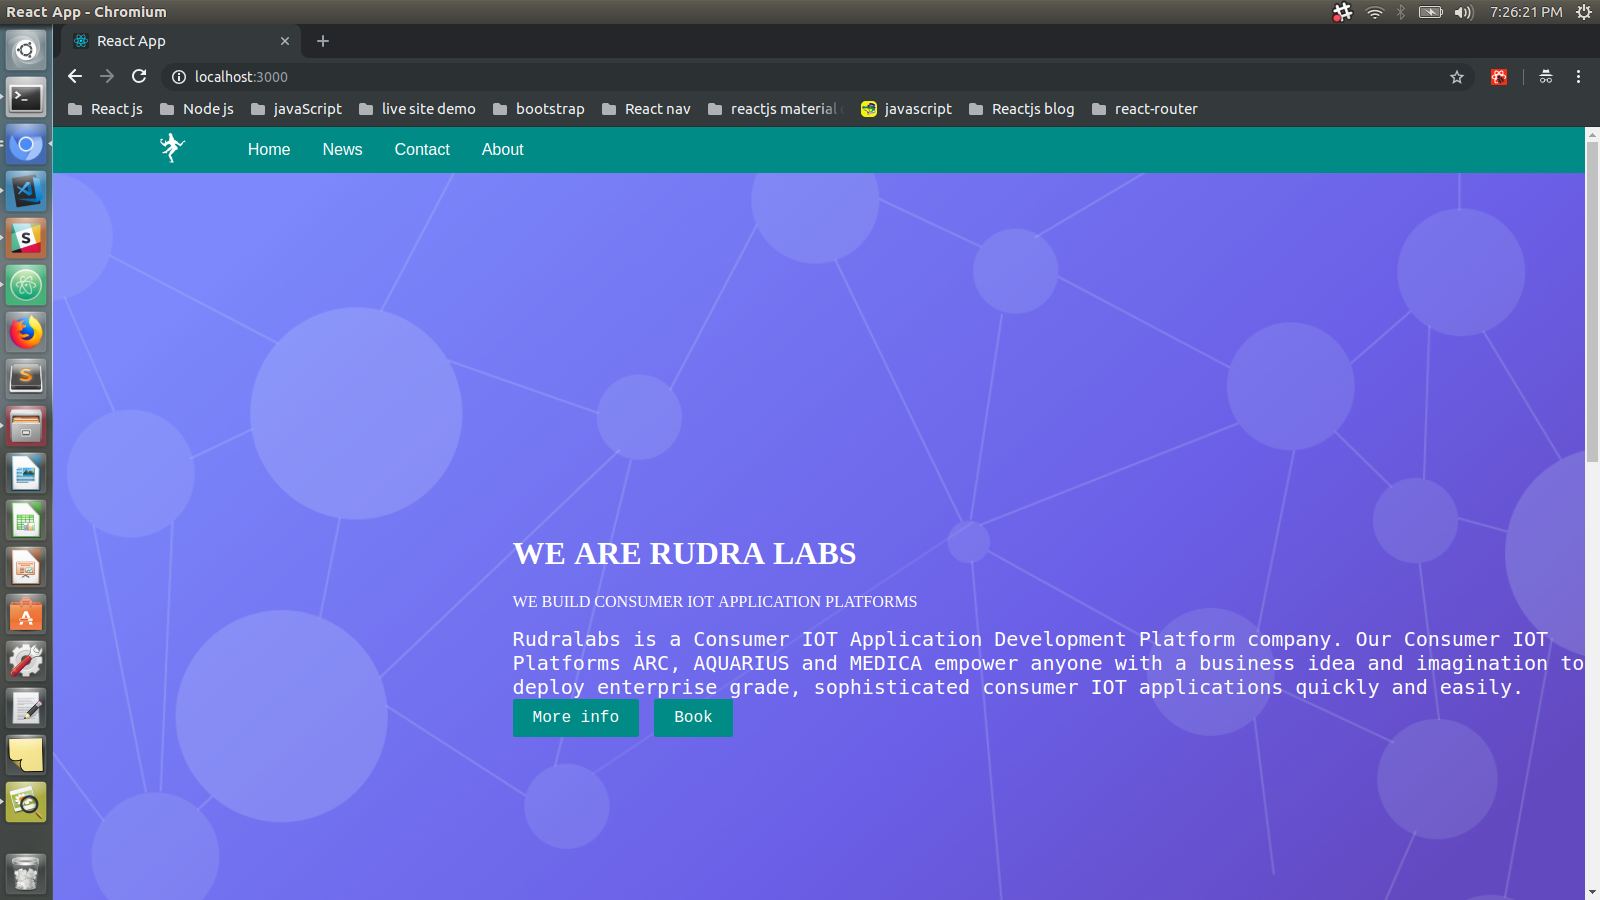 React App - Chromium
7:26:21 PM
React App
localhost:3000
React js
Node js
javaScript
live site demo
bootstrap
React nav
reactjs material
javascript
Reactjs blog
react-router
Home
News
Contact
About
WE ARE RUDRA LABS
WE BUILD CONSUMER IOT APPLICATION PLATFORMS
Rudralabs is a Consumer IOT Application Development Platform company. Our Consumer IOT
Platforms ARC, AQUARIUS and MEDICA empower anyone with a business idea and imagination to
deploy enterprise grade, sophisticated consumer IOT applications quickly and easily.
More info
Book